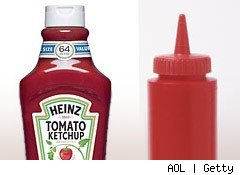 SIZE 64 VALUE
HEINZ
TOMATO
KETCHUP
AOL | Getty